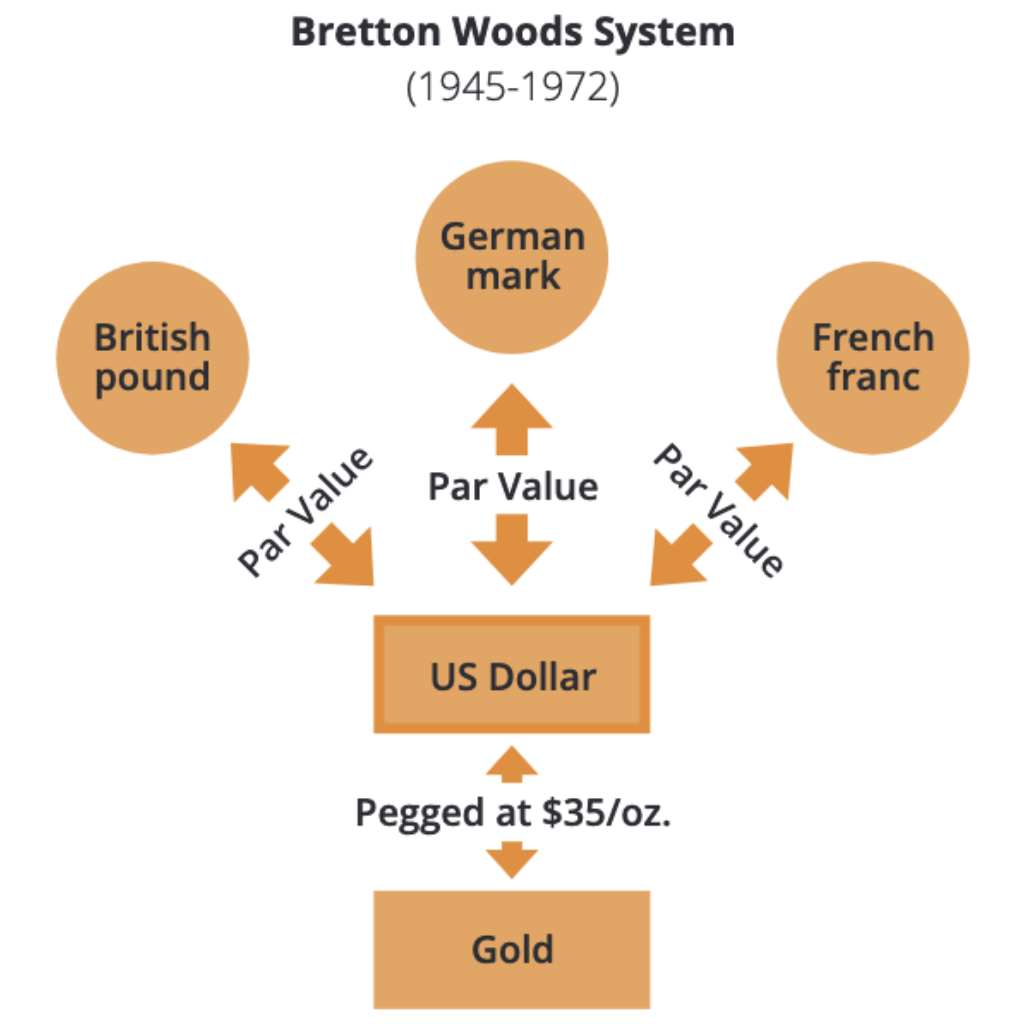 Bretton Woods System
(1945-1972)
German
mark
British
pound
French
franc
Par Value
Par Value
Par Value
US Dollar
Pegged at $35/oz.
Gold